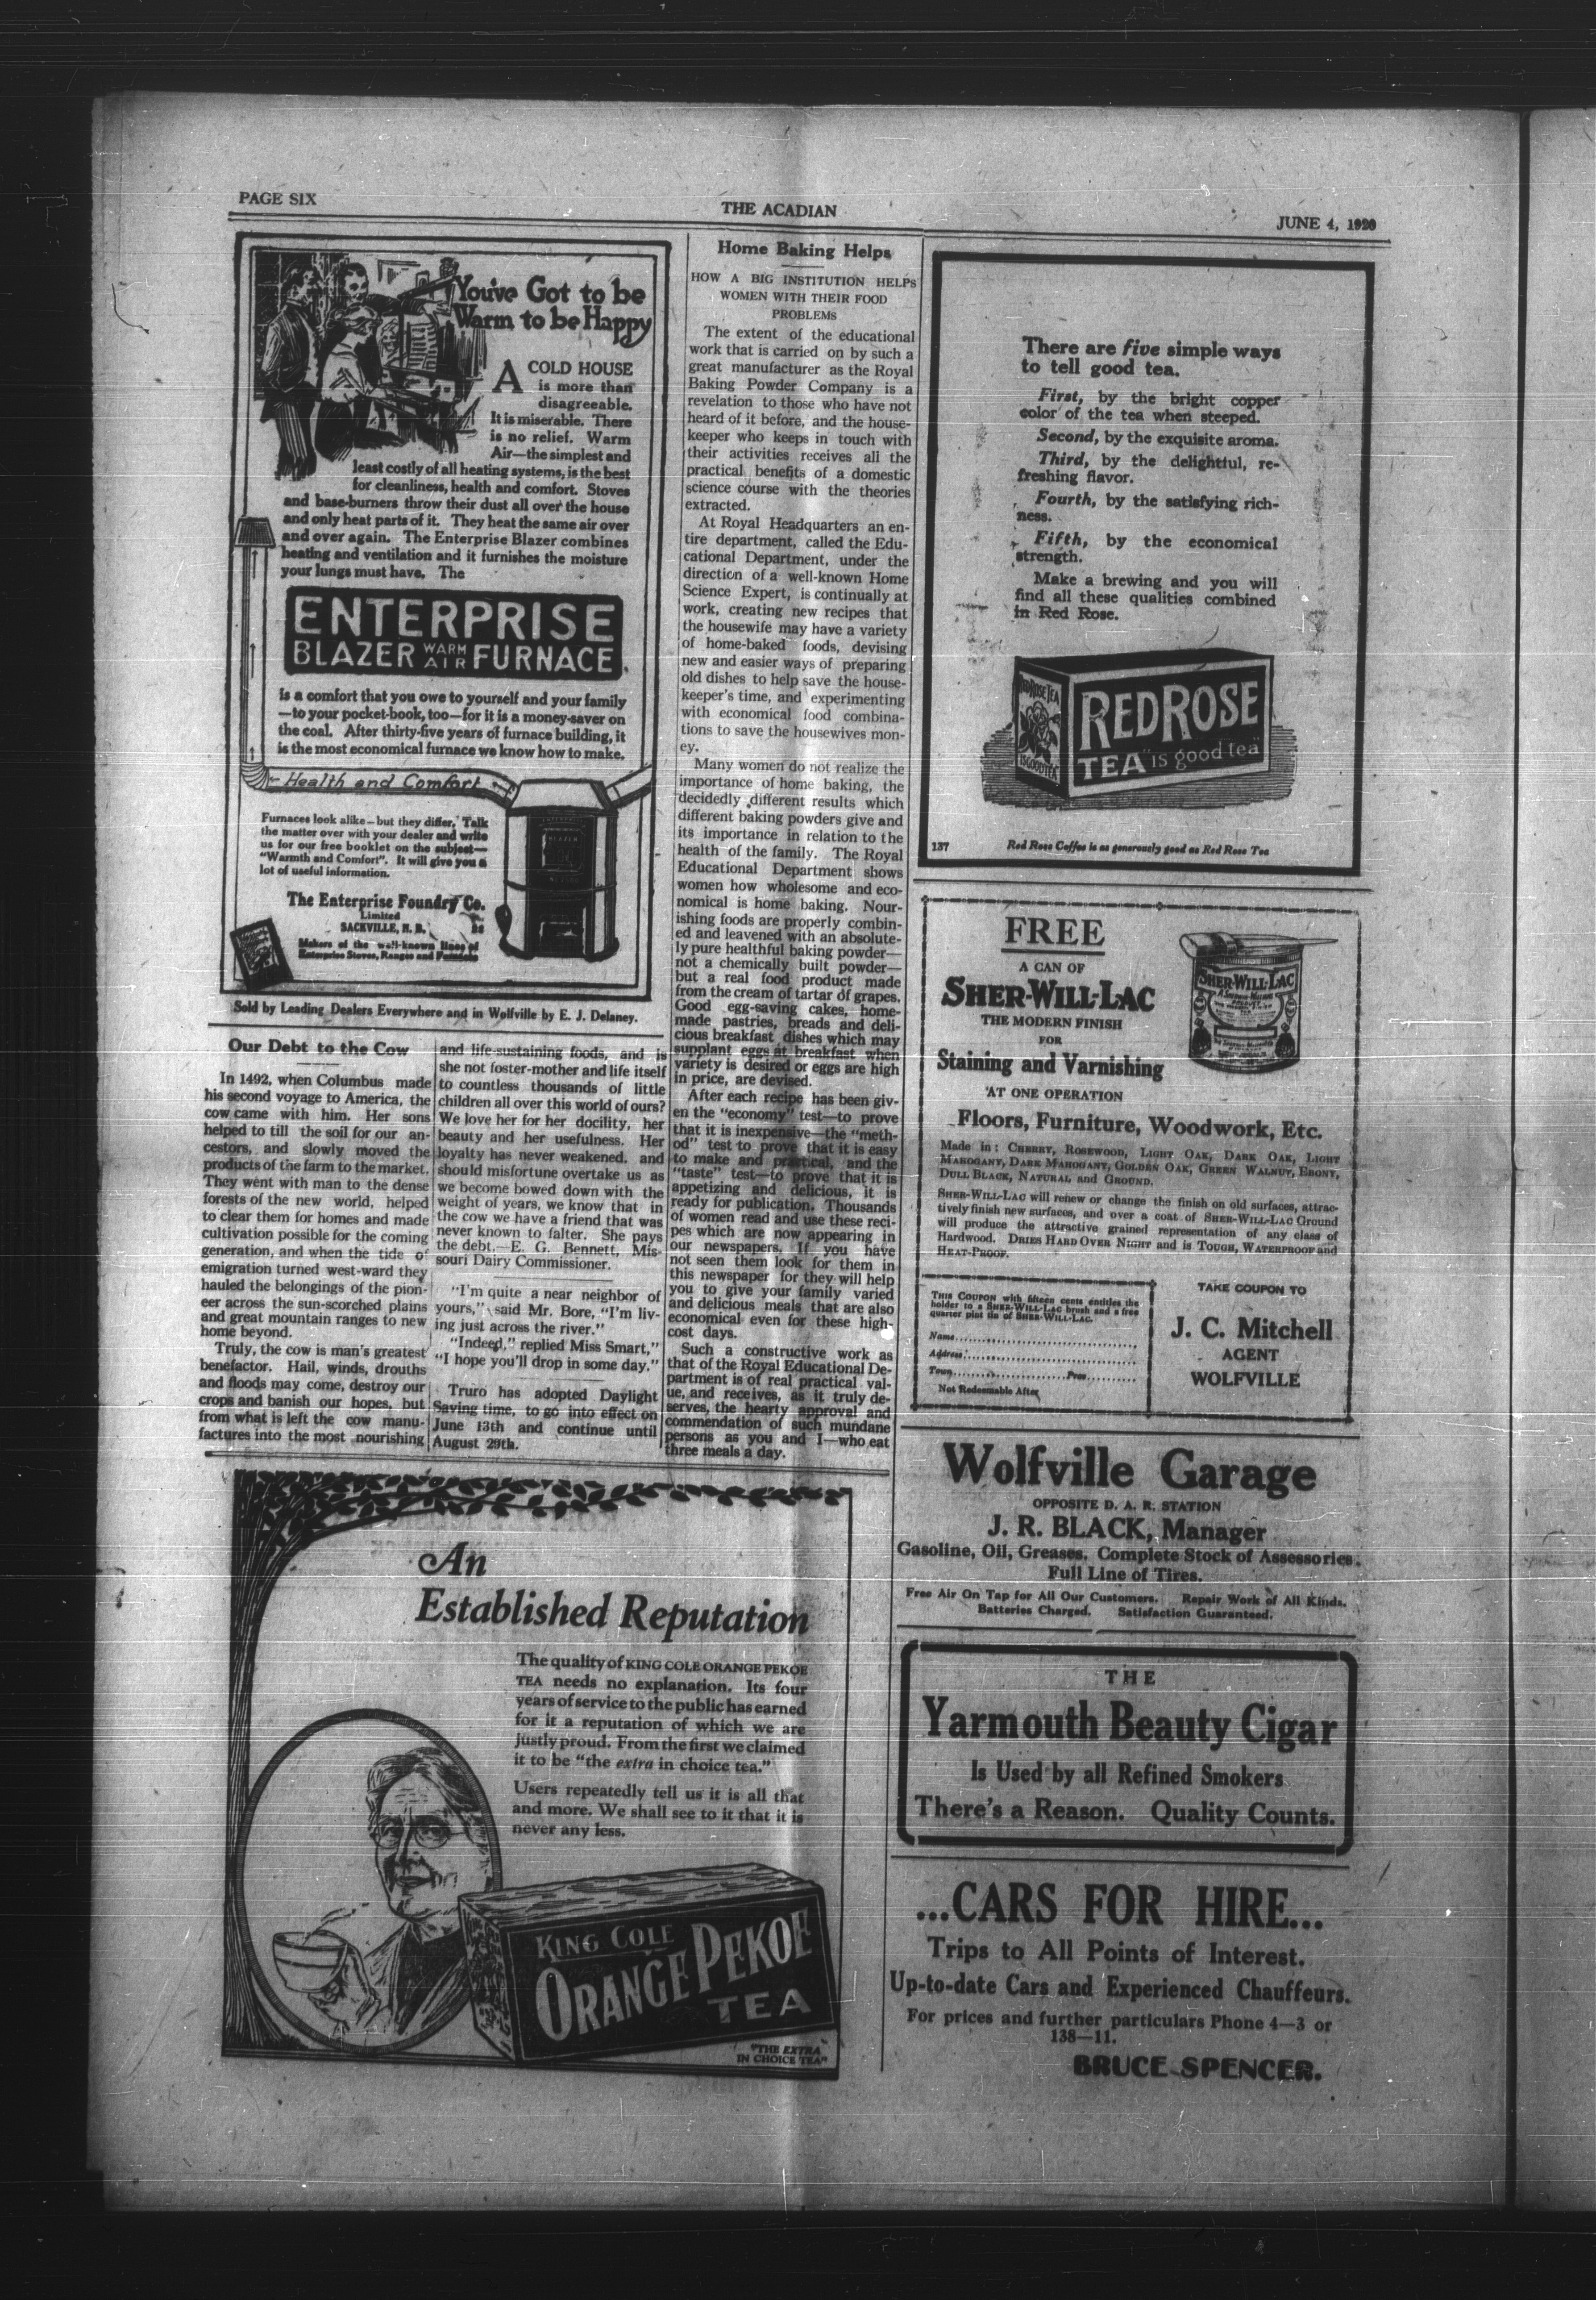 PAGE SIX
THE ACADIAN
JUNE 4, 1920
You've Got to be
Warm to be Happy
A COLD HOUSE
is more than
disagreeable.
It is miserable. There
is no relief. Warm
Air—the simplest and
least costly of all heating systems, is the best
for cleanliness, health and comfort. Stoves
and base-burners throw their dust all over the house
and only heat parts of it. They heat the same air over
and over again. The Enterprise Blazer combines
heating and ventilation and it furnishes the moisture
your lungs must have. The
ENTERPRISE
BLAZER WARM AIR FURNACE
is a comfort that you owe to yourself and your family
—to your pocket-book, too—for it is a money-saver on
the coal. After thirty-five years of furnace building, it
is the most economical furnace we know how to make.
Health and Comfort
Furnaces look alike—but they differ. Talk
the matter over with your dealer and write
us for our free booklet on the subject—
"Warmth and Comfort". It will give you a
lot of useful information.
The Enterprise Foundry Co.
Limited
SACKVILLE, N. B.
Makers of the well-known lines of
Enterprise Stoves, Ranges and Furnaces
Sold by Leading Dealers Everywhere and in Wolfville by E. J. Delaney.
Our Debt to the Cow
In 1492, when Columbus made
his second voyage to America, the
cow came with him. Her sons
helped to till the soil for our an-
cestors, and slowly moved the
products of the farm to the market.
They went with man to the dense
forests of the new world, helped
to clear them for homes and made
cultivation possible for the coming
generation, and when the tide of
emigration turned west-ward they
hauled the belongings of the pion-
eer across the sun-scorched plains
and great mountain ranges to new
home beyond.
Truly, the cow is man's greatest
benefactor. Hail, winds, drouths
and floods may come, destroy our
crops and banish our hopes, but
from what is left the cow manu-
factures into the most nourishing
and life-sustaining foods, and is
she not foster-mother and life itself
to countless thousands of little
children all over this world of ours?
We love her for her docility, her
beauty and her usefulness. Her
loyalty has never weakened, and
should misfortune overtake us as
we become bowed down with the
weight of years, we know that in
the cow we have a friend that was
never known to falter. She pays
the debt.—E. G. Bennett, Mis-
souri Dairy Commissioner.
"I'm quite a near neighbor of
yours," said Mr. Bore, "I'm liv-
ing just across the river."
"Indeed," replied Miss Smart,"
"I hope you'll drop in some day."
Truro has adopted Daylight
Saving time, to go into effect on
June 13th and continue until
August 29th.
Home Baking Helps
HOW A BIG INSTITUTION HELPS
WOMEN WITH THEIR FOOD
PROBLEMS
The extent of the educational
work that is carried on by such a
great manufacturer as the Royal
Baking Powder Company is a
revelation to those who have not
heard of it before, and the house-
keeper who keeps in touch with
their activities receives all the
practical benefits of a domestic
science course with the theories
extracted.
At Royal Headquarters an en-
tire department, called the Edu-
cational Department, under the
direction of a well-known Home
Science Expert, is continually at
work, creating new recipes that
the housewife may have a variety
of home-baked foods, devising
new and easier ways of preparing
old dishes to help save the house-
keeper's time, and experimenting
with economical food combina-
tions to save the housewives mon-
ey.
Many women do not realize the
importance of home baking, the
decidedly different results which
different baking powders give and
its importance in relation to the
health of the family. The Royal
Educational Department shows
women how wholesome and eco-
nomical is home baking. Nour-
ishing foods are properly combin-
ed and leavened with an absolute-
ly pure healthful baking powder—
not a chemically built powder—
but a real food product made
from the cream of tartar of grapes.
Good egg-saving cakes, home-
made pastries, breads and deli-
cious breakfast dishes which may
supplant eggs at breakfast when
variety is desired or eggs are high
in price, are devised.
After each recipe has been giv-
en the "economy" test—to prove
that it is inexpensive—the "meth-
od" test to prove that it is easy
to make and practical, and the
"taste" test—to prove that it is
appetizing and delicious, it is
ready for publication. Thousands
of women read and use these reci-
pes which are now appearing in
our newspapers. If you have
not seen them look for them in
this newspaper for they will help
you to give your family varied
and delicious meals that are also
economical even for these high-
cost days.
Such a constructive work as
that of the Royal Educational De-
partment is of real practical val-
ue, and receives, as it truly de-
serves, the hearty approval and
commendation of such mundane
persons as you and I—who eat
three meals a day.
There are five simple ways
to tell good tea.
First, by the bright copper
color of the tea when steeped.
Second, by the exquisite aroma.
Third, by the delightful, re-
freshing flavor.
Fourth, by the satisfying rich-
ness.
Fifth, by the economical
strength.
Make a brewing and you will
find all these qualities combined
in Red Rose.
RED ROSE TEA
IS GOOD TEA
RED ROSE
TEA "is good tea"
137
Red Rose Coffee is as generously good as Red Rose Tea
FREE
A CAN OF
SHER-WILL-LAC
THE MODERN FINISH
FOR
Staining and Varnishing
AT ONE OPERATION
Floors, Furniture, Woodwork, Etc.
SHER-WILL-LAC
Made in: CHERRY, ROSEWOOD, LIGHT OAK, DARK OAK, LIGHT
MAHOGANY, DARK MAHOGANY, GOLDEN OAK, GREEN WALNUT, EBONY,
DULL BLACK, NATURAL and GROUND.
SHER-WILL-LAC will renew or change the finish on old surfaces, attrac-
tively finish new surfaces, and over a coat of SHER-WILL-LAC Ground
will produce the attractive grained representation of any class of
Hardwood. DRIES HARD OVER NIGHT and is TOUGH, WATERPROOF and
HEAT-PROOF.
THIS COUPON with fifteen cents entitles the
holder to a SHER-WILL-LAC brush and a free
quarter pint tin of SHER-WILL-LAC.
Name
Address
Town Prov.
Not Redeemable After
TAKE COUPON TO
J. C. Mitchell
AGENT
WOLFVILLE
Wolfville Garage
OPPOSITE D. A. R. STATION
J. R. BLACK, Manager
Gasoline, Oil, Greases, Complete Stock of Assessories.
Full Line of Tires.
Free Air On Tap for All Our Customers. Repair Work of All Kinds.
Batteries Charged. Satisfaction Guaranteed.
THE
Yarmouth Beauty Cigar
Is Used by all Refined Smokers
There's a Reason. Quality Counts.
...CARS FOR HIRE...
Trips to All Points of Interest.
Up-to-date Cars and Experienced Chauffeurs.
For prices and further particulars Phone 4—3 or
138—11.
BRUCE SPENCER.
An
Established Reputation
The quality of KING COLE ORANGE PEKOE
TEA needs no explanation. Its four
years of service to the public has earned
for it a reputation of which we are
justly proud. From the first we claimed
it to be "the extra in choice tea."
Users repeatedly tell us it is all that
and more. We shall see to it that it is
never any less.
KING COLE
ORANGE PEKOE
TEA
"THE EXTRA
IN CHOICE TEA"